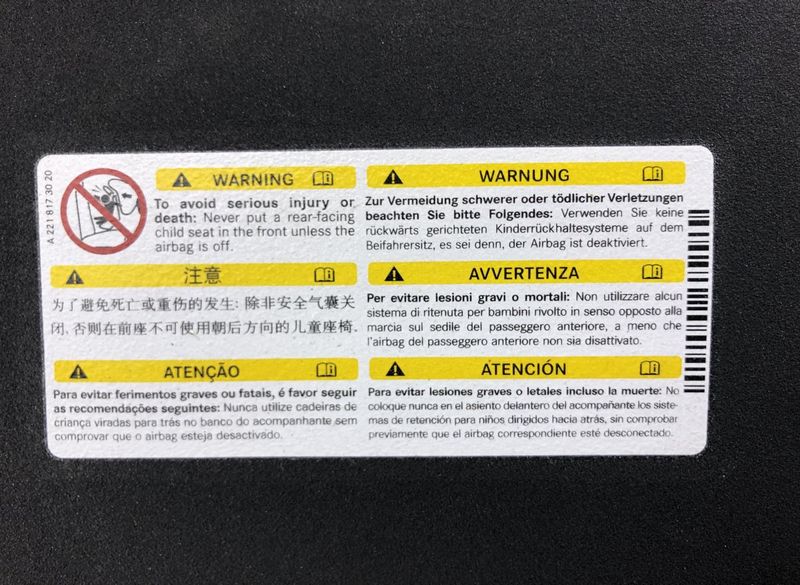 A 221 817 30 20
WARNING
To avoid serious injury or
death: Never put a rear-facing
child seat in the front unless the
airbag is off.
注意
为了避免死亡或重伤的发生: 除非安全气囊关
闭, 否则在前座不可使用朝后方向的儿童座椅.
ATENÇÃO
Para evitar ferimentos graves ou fatais, é favor seguir
as recomendações seguintes: Nunca utilize cadeiras de
criança viradas para trás no banco do acompanhante sem
comprovar que o airbag esteja desactivado.
WARNUNG
Zur Vermeidung schwerer oder tödlicher Verletzungen
beachten Sie bitte Folgendes: Verwenden Sie keine
rückwärts gerichteten Kinderrückhaltesysteme auf dem
Beifahrersitz, es sei denn, der Airbag ist deaktiviert.
AVVERTENZA
Per evitare lesioni gravi o mortali: Non utilizzare alcun
sistema di ritenuta per bambini rivolto in senso opposto alla
marcia sul sedile del passeggero anteriore, a meno che
l'airbag del passeggero anteriore non sia disattivato.
ATENCIÓN
Para evitar lesiones graves o letales incluso la muerte: No
coloque nunca en el asiento delantero del acompañante los siste-
mas de retención para niños dirigidos hacia atrás, sin comprobar
previamente que el airbag correspondiente esté desconectado.